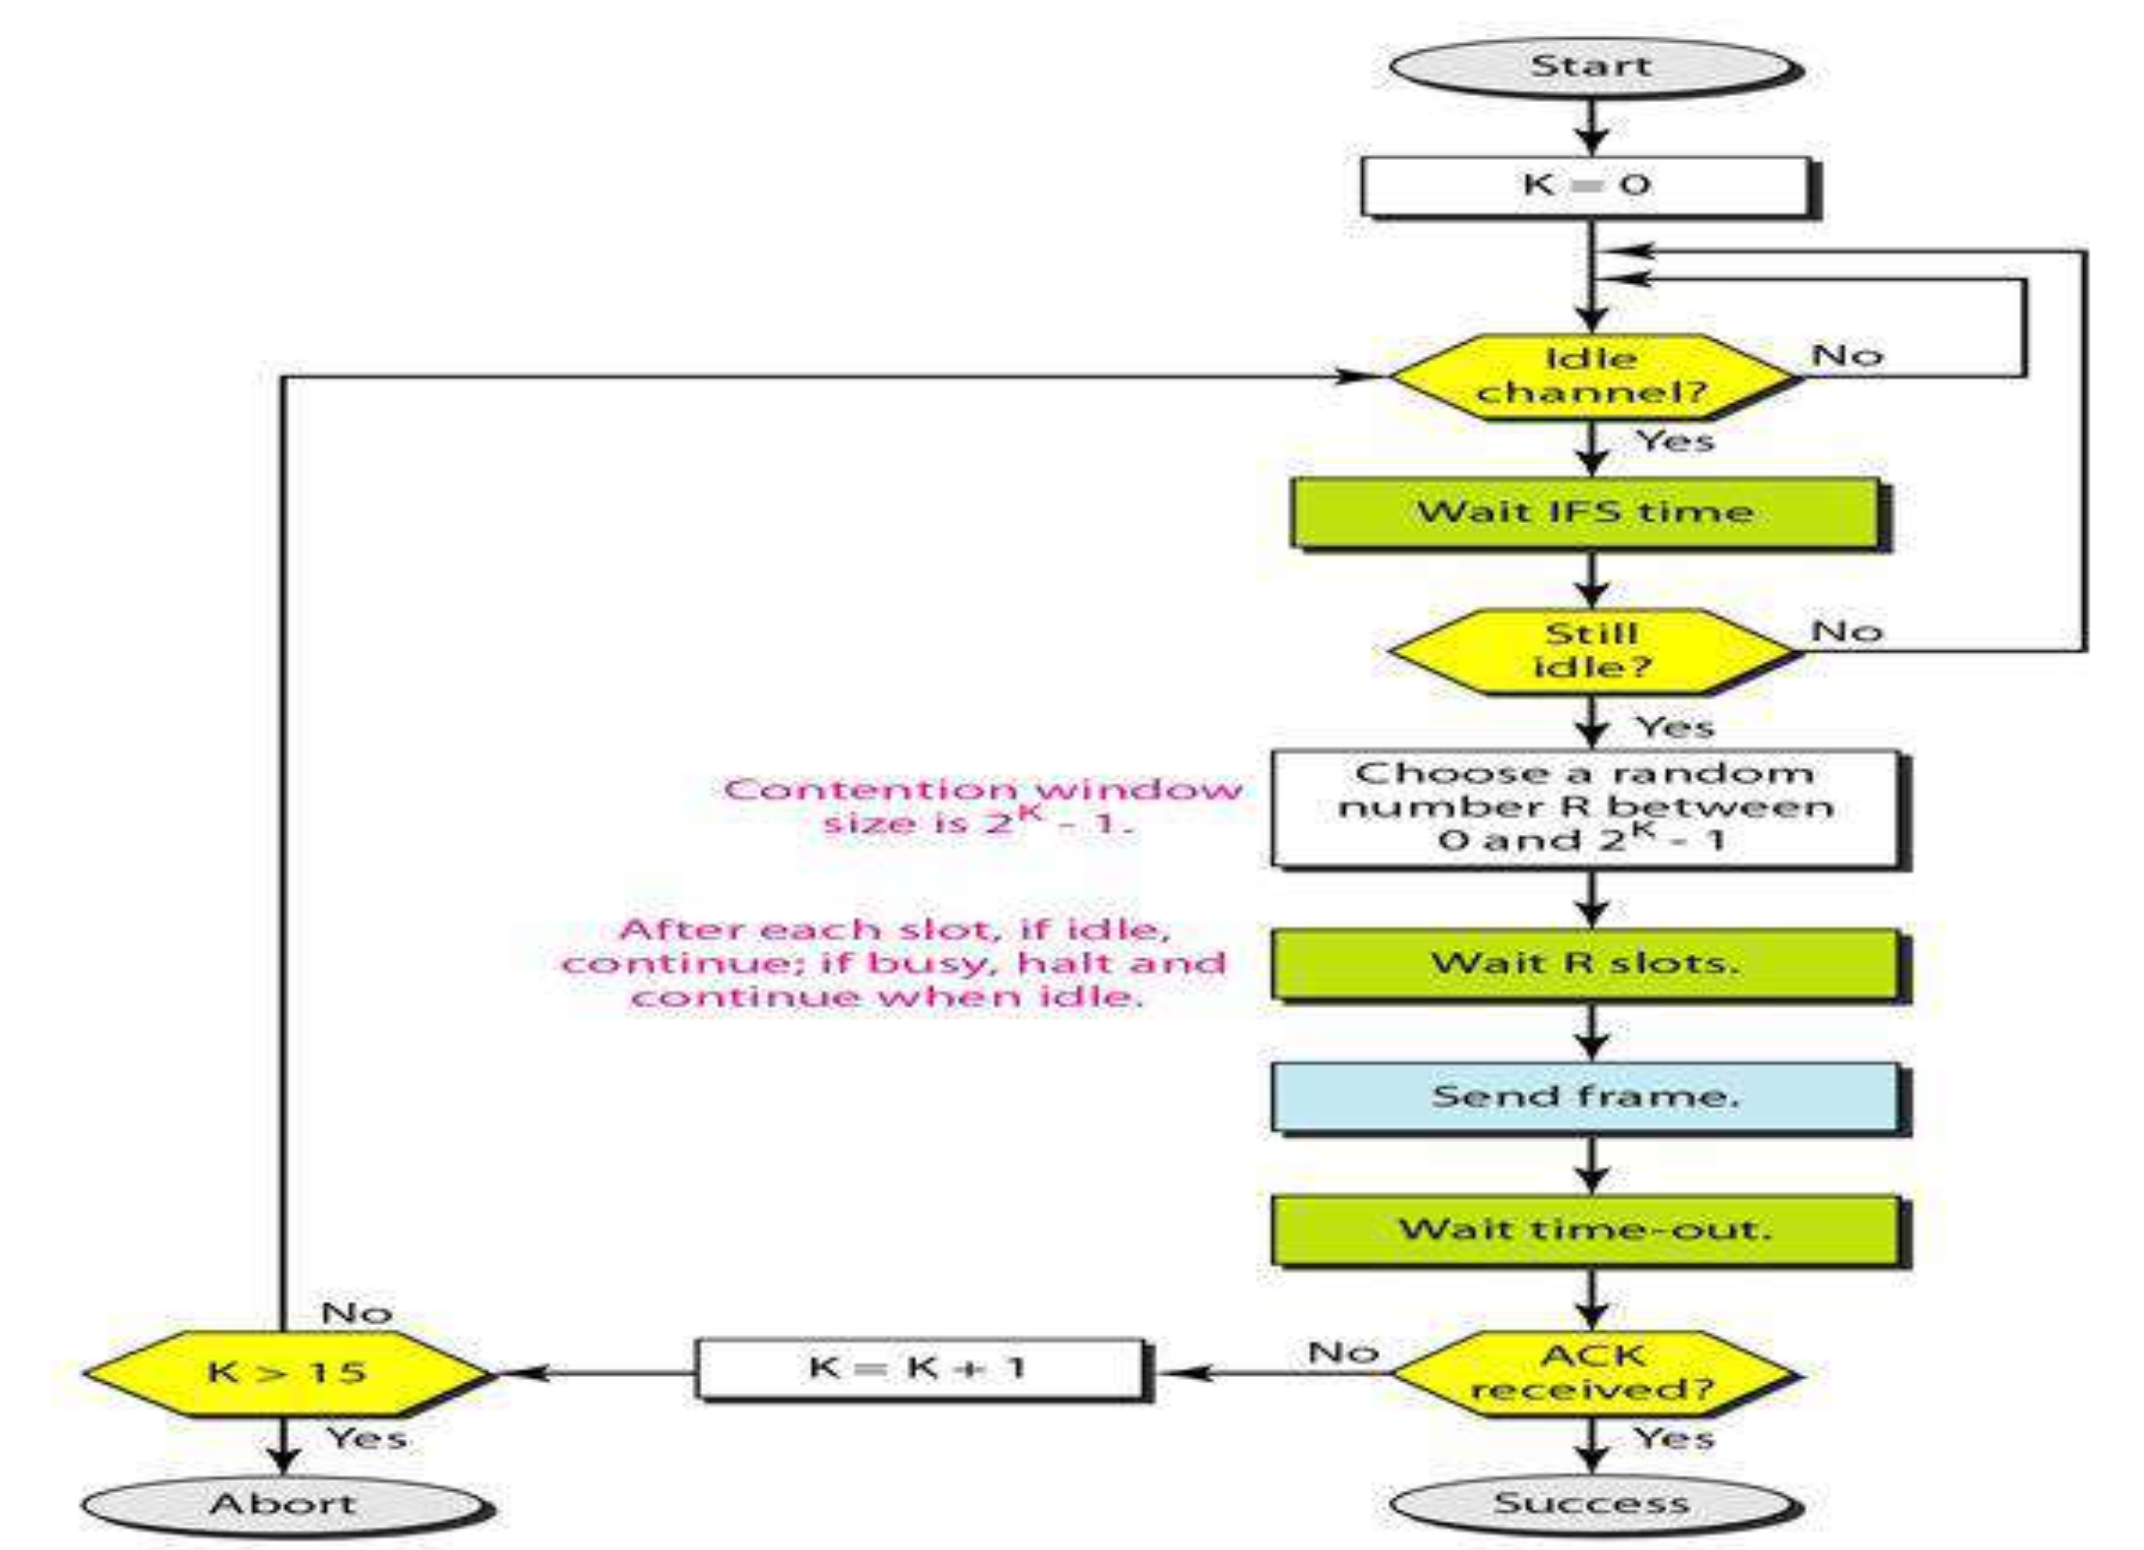 Start
K = 0
Idle
channel?
No
Yes
Wait IFS time
Still
idle?
No
Yes
Contention window
size is 2^K - 1.
Choose a random
number R between
0 and 2^K - 1
After each slot, if idle,
continue; if busy, halt and
continue when idle.
Wait R slots.
Send frame.
Wait time-out.
ACK
received?
No
Yes
K = K + 1
K > 15
No
Yes
Abort
Success